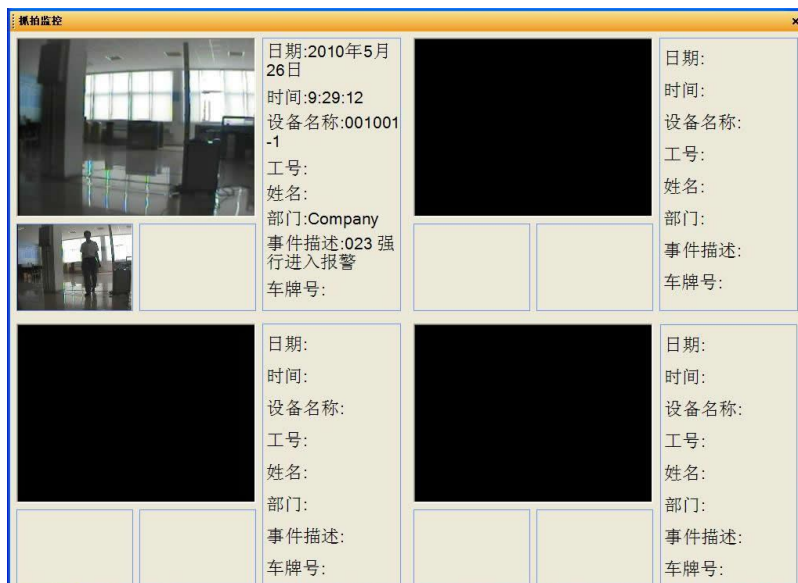 抓拍监控
日期:2010年5月
26日
时间:9:29:12
设备名称:001001
-1
工号:
姓名:
部门:Company
事件描述:023 强
行进入报警
车牌号:
日期:
时间:
设备名称:
工号:
姓名:
部门:
事件描述:
车牌号:
日期:
时间:
设备名称:
工号:
姓名:
部门:
事件描述:
车牌号:
日期:
时间:
设备名称:
工号:
姓名:
部门:
事件描述:
车牌号: